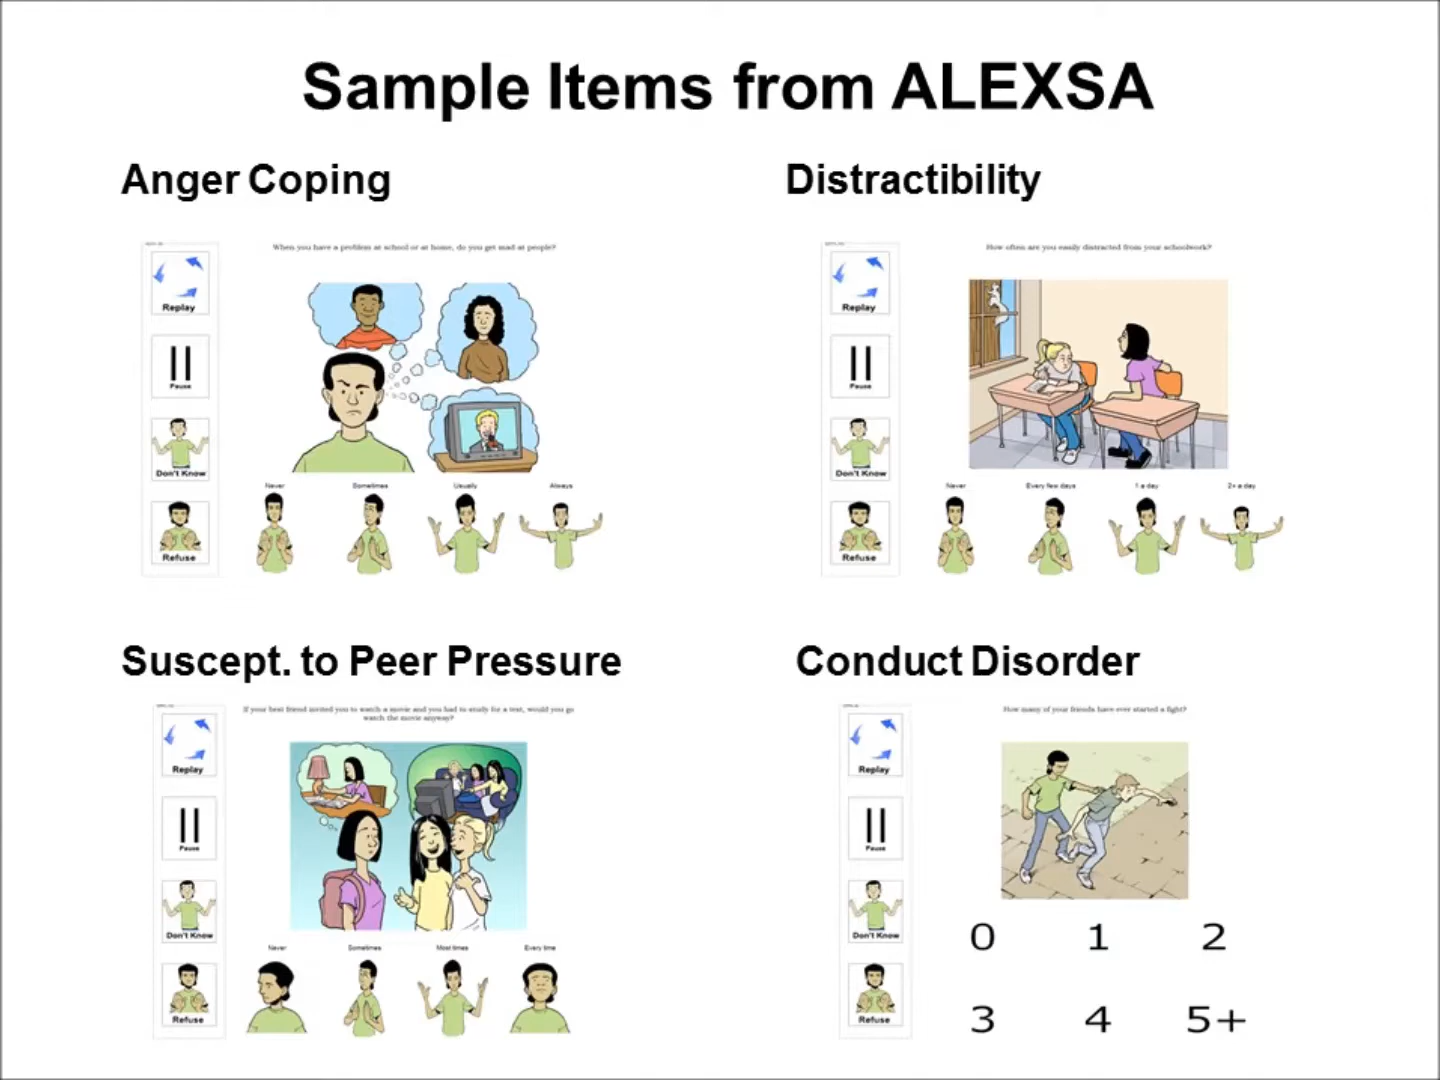 Sample Items from ALEXSA
Anger Coping
When you have a problem at school or at home, do you get mad at people?
Replay
Pause
Don't Know
Refuse
Never Sometimes Usually Always
Distractibility
How often are you easily distracted from your schoolwork?
Replay
Pause
Don't Know
Refuse
Never Every few days 1 a day 2+ a day
Suscept. to Peer Pressure
If your best friend invited you to watch a movie and you had to study for a test, would you go
watch the movie anyway?
Replay
Pause
Don't Know
Refuse
Never Sometimes Most times Every time
Conduct Disorder
How many of your friends have ever started a fight?
Replay
Pause
Don't Know
Refuse
0 1 2
3 4 5+